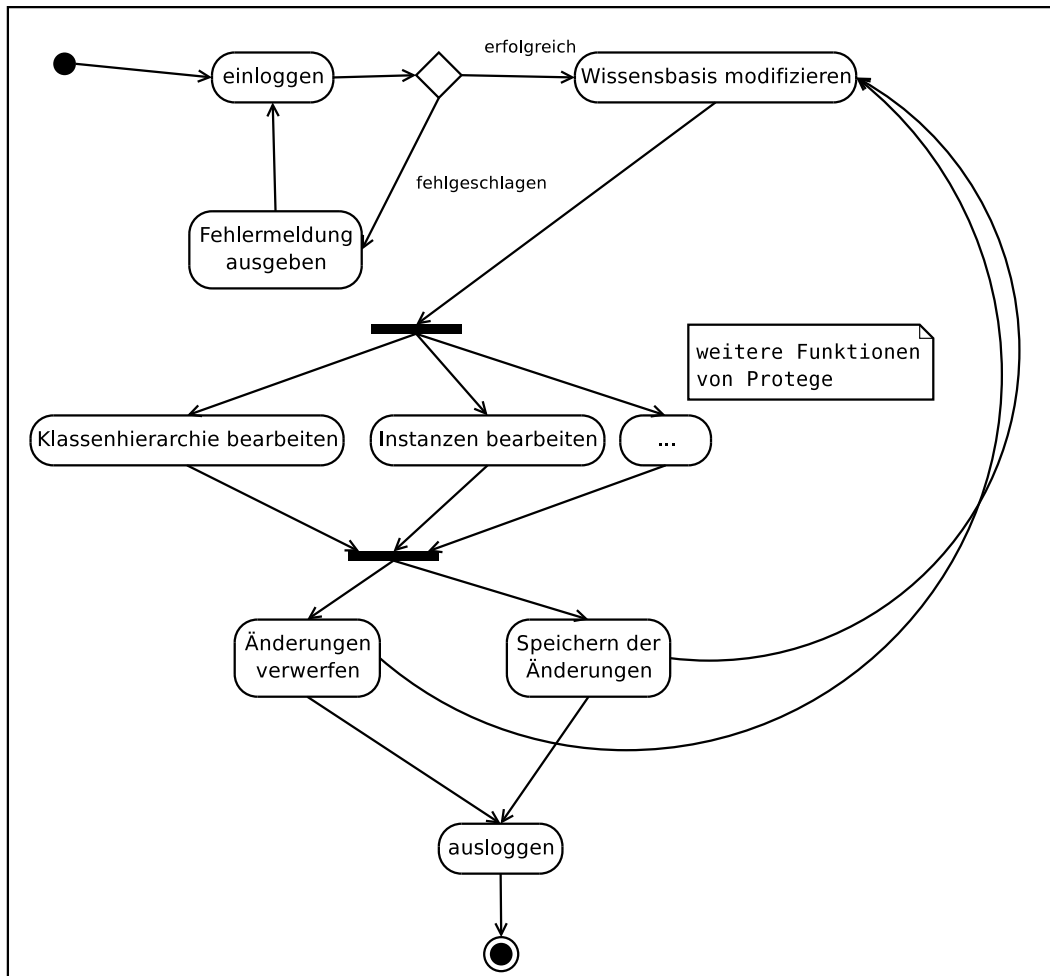 erfolgreich
einloggen
Wissensbasis modifizieren
fehlgeschlagen
Fehlermeldung
ausgeben
weitere Funktionen
von Protege
Klassenhierarchie bearbeiten
Instanzen bearbeiten
...
Änderungen
verwerfen
Speichern der
Änderungen
ausloggen